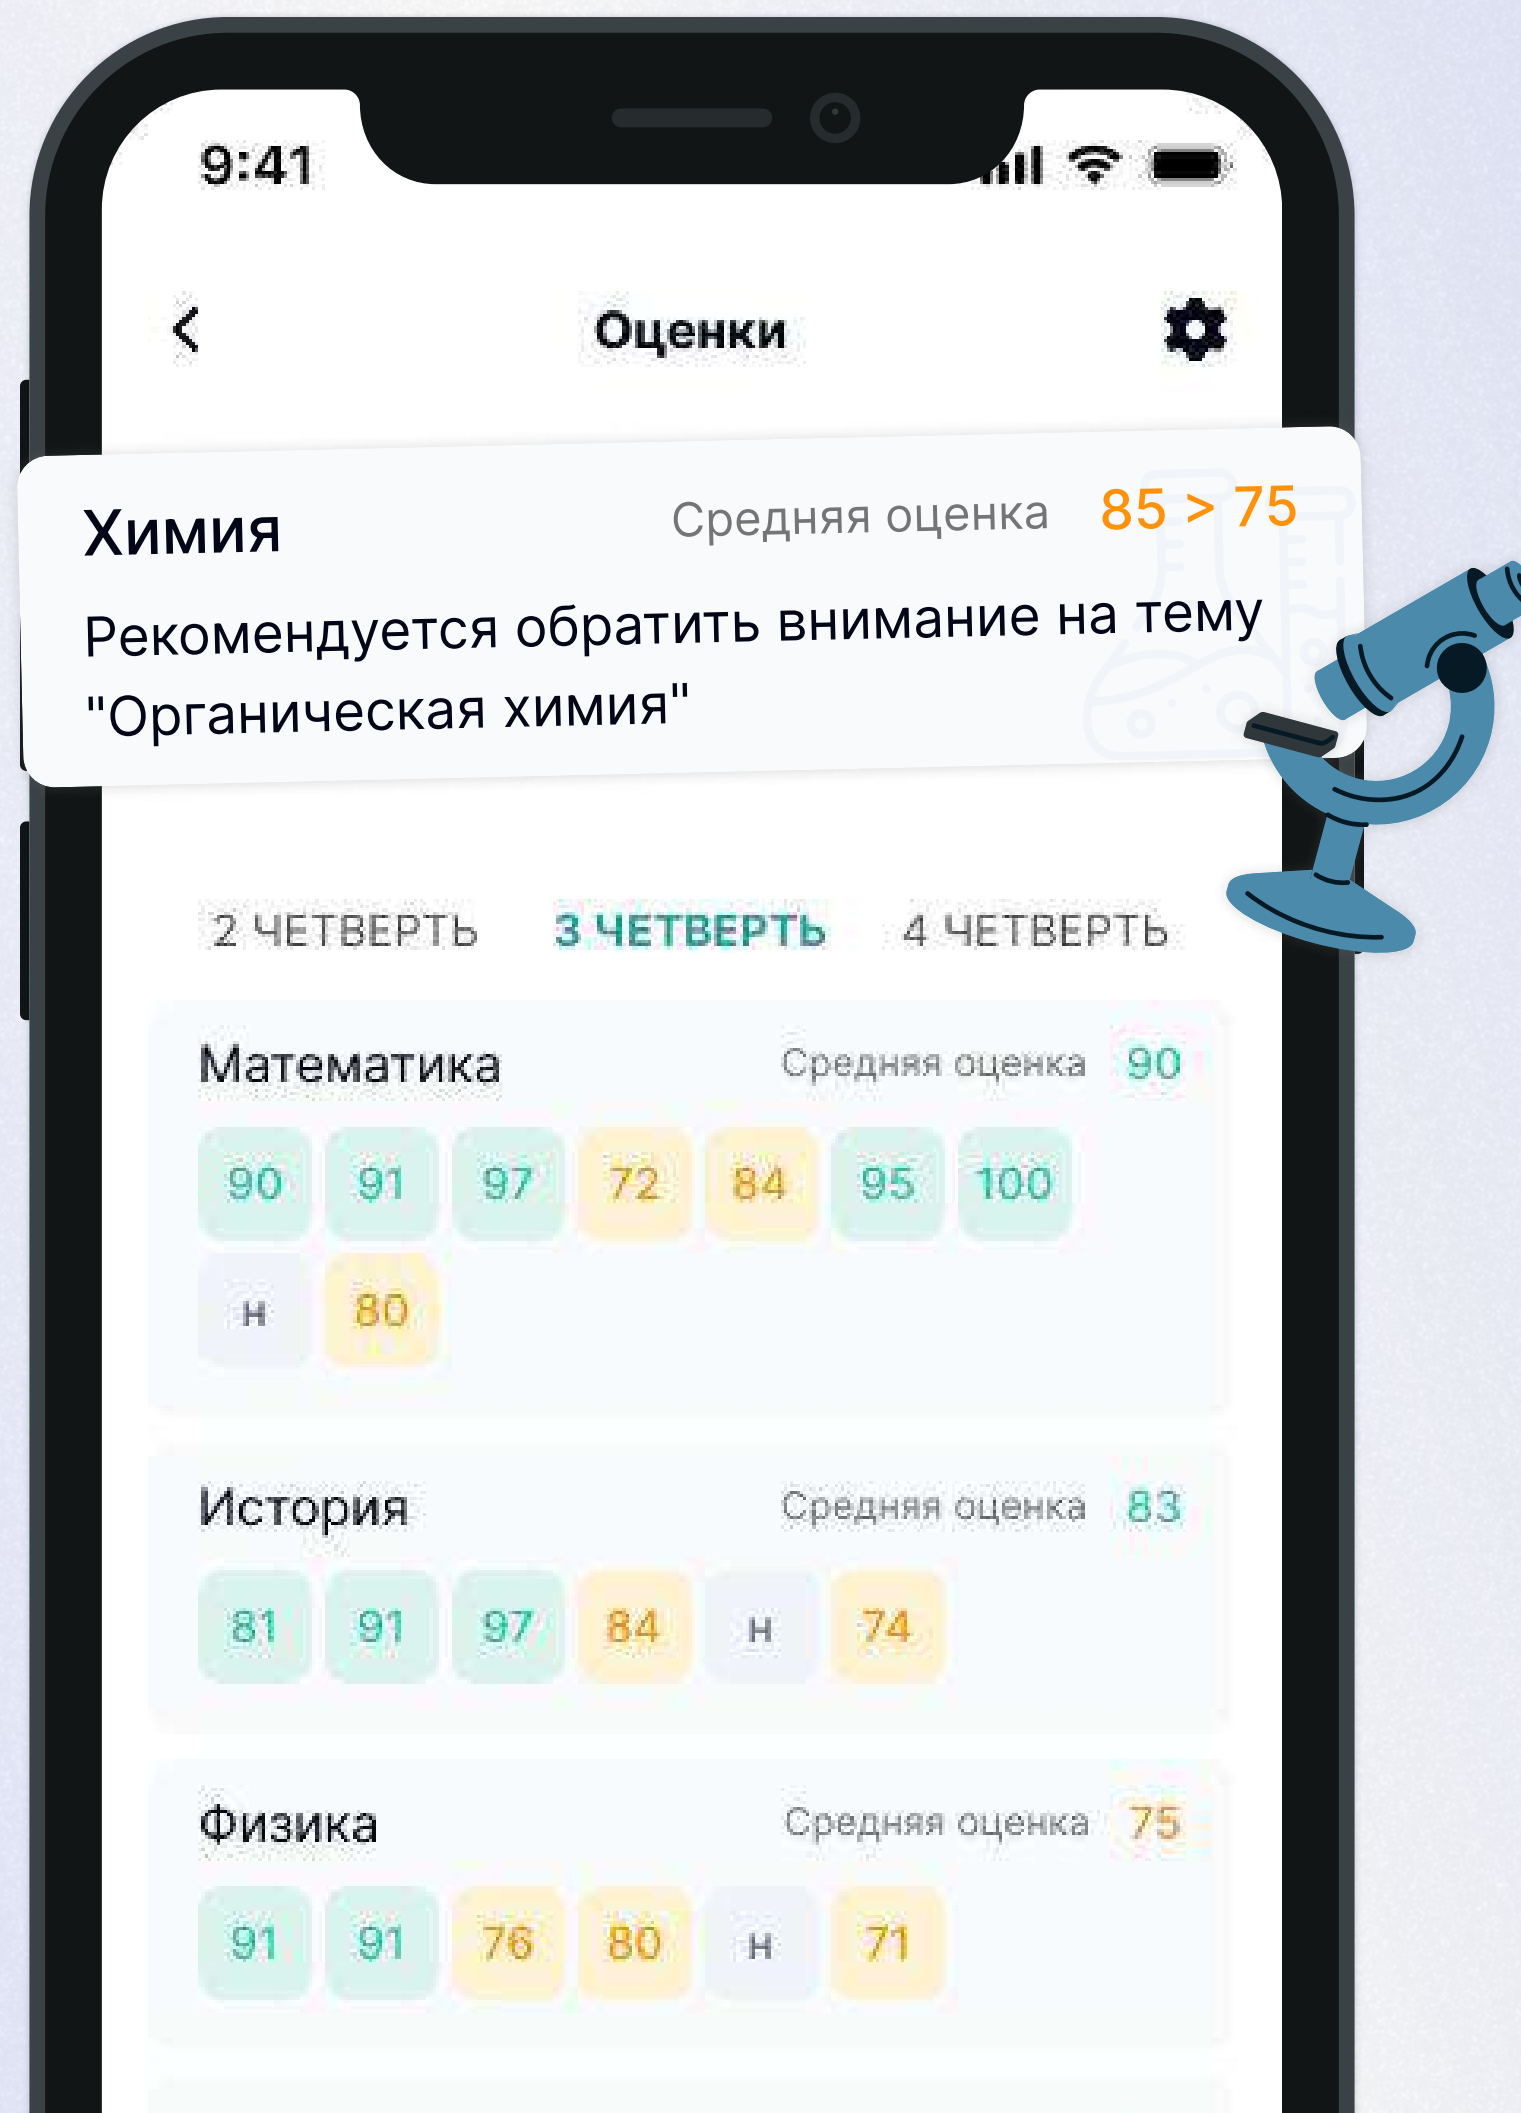 9:41
Оценки
Химия Средняя оценка 85 > 75
Рекомендуется обратить внимание на тему
"Органическая химия"
2 ЧЕТВЕРТЬ 3 ЧЕТВЕРТЬ 4 ЧЕТВЕРТЬ
Математика Средняя оценка 90
90 91 97 72 84 95 100
н 80
История Средняя оценка 83
81 91 97 84 н 74
Физика Средняя оценка 75
91 91 76 80 н 71